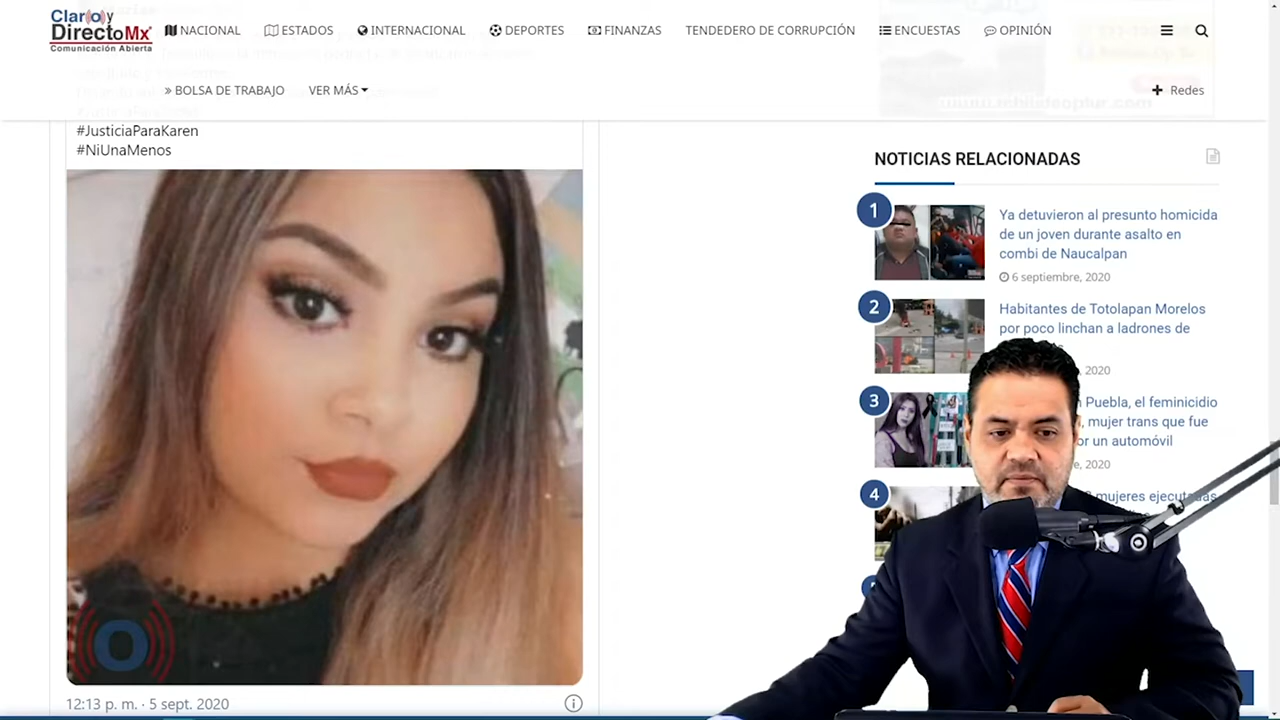 Claro y
DirectoMx
Comunicación Abierta
NACIONAL
ESTADOS
INTERNACIONAL
DEPORTES
FINANZAS
TENDEDERO DE CORRUPCIÓN
ENCUESTAS
OPINIÓN
» BOLSA DE TRABAJO
VER MÁS
Redes
#JusticiaParaKaren
#NiUnaMenos
12:13 p. m. · 5 sept. 2020
NOTICIAS RELACIONADAS
1
Ya detuvieron al presunto homicida
de un joven durante asalto en
combi de Naucalpan
6 septiembre, 2020
2
Habitantes de Totolapan Morelos
por poco linchan a ladrones de
, 2020
3
Puebla, el feminicidio
, mujer trans que fue
or un automóvil
e, 2020
4
mujeres ejecutadas